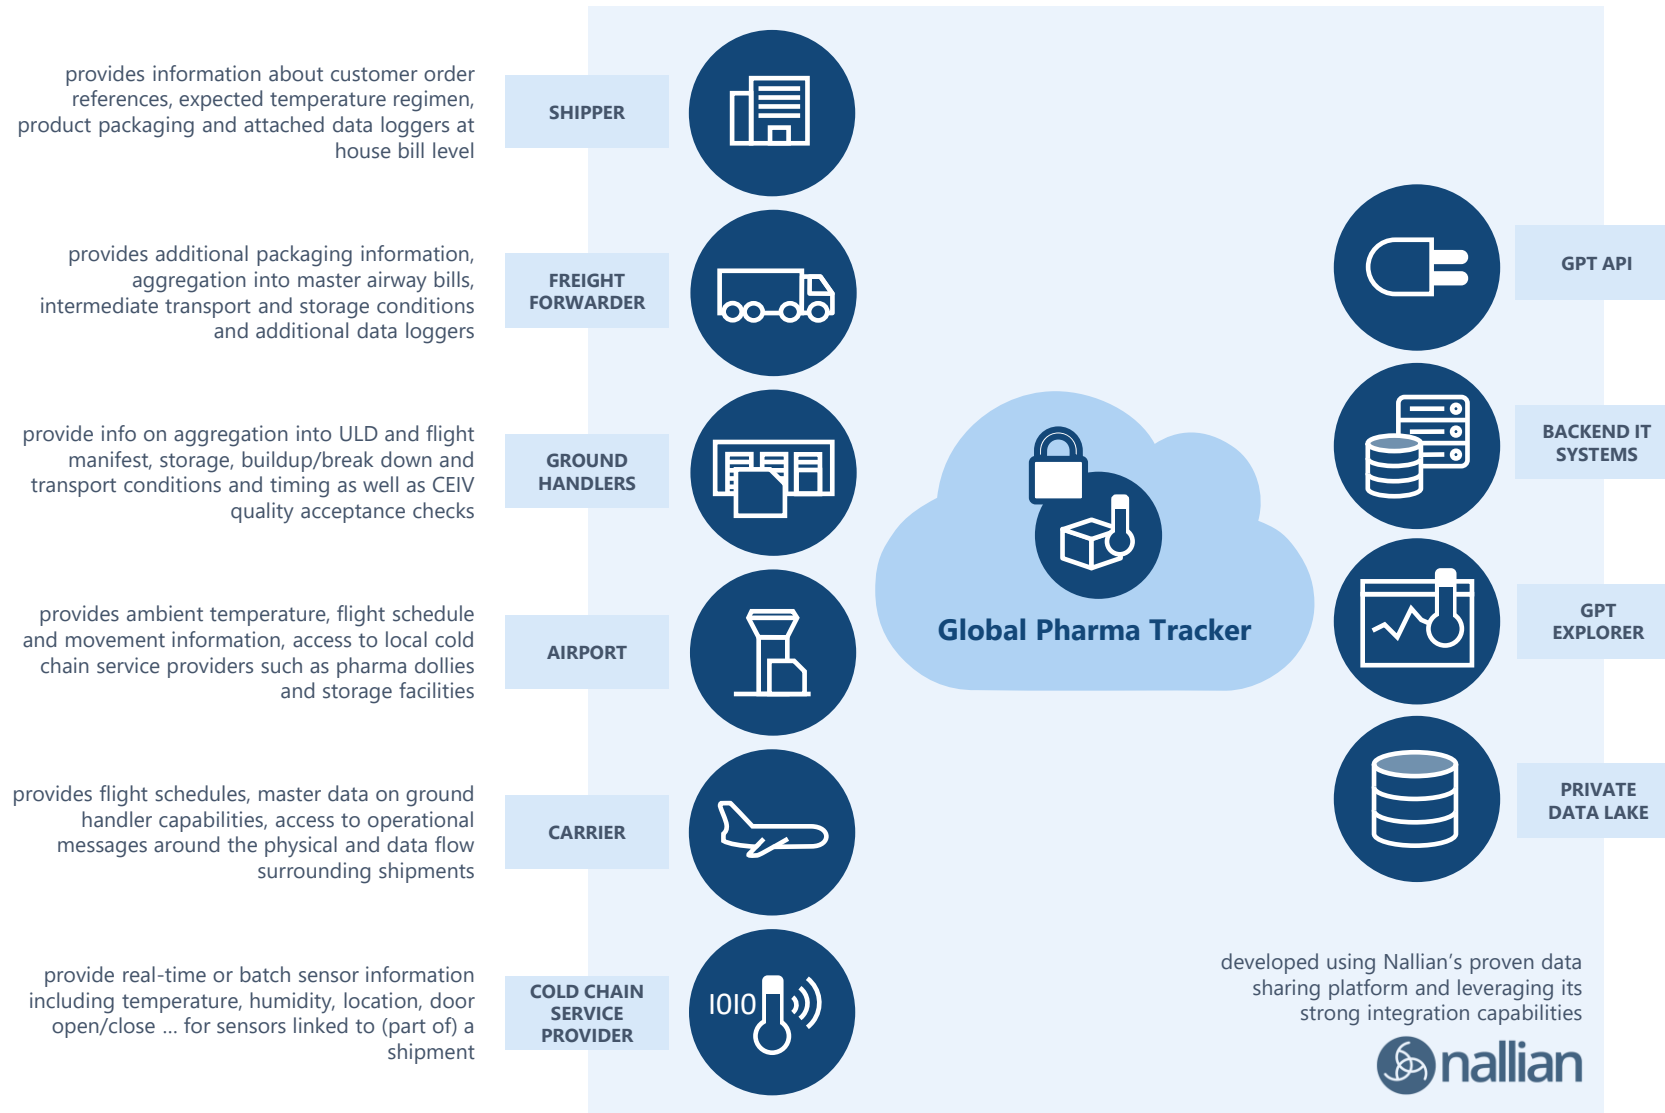 provides information about customer order
references, expected temperature regimen,
product packaging and attached data loggers at
house bill level
SHIPPER
provides additional packaging information,
aggregation into master airway bills,
intermediate transport and storage conditions
and additional data loggers
FREIGHT
FORWARDER
provide info on aggregation into ULD and flight
manifest, storage, buildup/break down and
transport conditions and timing as well as CEIV
quality acceptance checks
GROUND
HANDLERS
provides ambient temperature, flight schedule
and movement information, access to local cold
chain service providers such as pharma dollies
and storage facilities
AIRPORT
provides flight schedules, master data on ground
handler capabilities, access to operational
messages around the physical and data flow
surrounding shipments
CARRIER
provide real-time or batch sensor information
including temperature, humidity, location, door
open/close ... for sensors linked to (part of) a
shipment
COLD CHAIN
SERVICE
PROVIDER
IOIO
Global Pharma Tracker
GPT API
BACKEND IT
SYSTEMS
GPT
EXPLORER
PRIVATE
DATA LAKE
developed using Nallian's proven data
sharing platform and leveraging its
strong integration capabilities
nallian